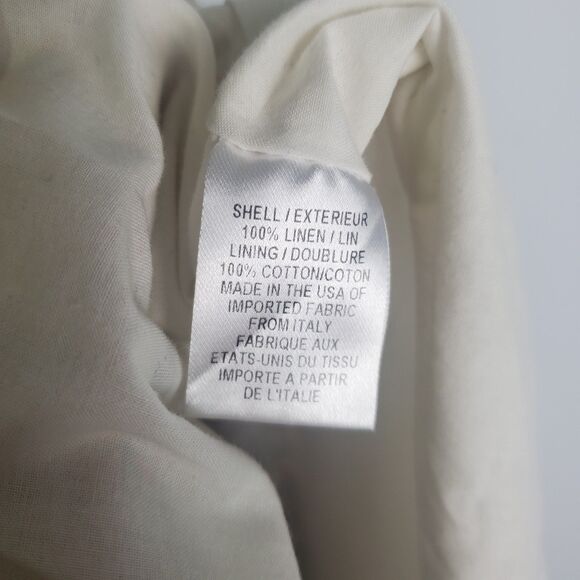 SHELL / EXTERIEUR
100% LINEN / LIN
LINING / DOUBLURE
100% COTTON/COTON
MADE IN THE USA OF
IMPORTED FABRIC
FROM ITALY
FABRIQUE AUX
ETATS-UNIS DU TISSU
IMPORTE A PARTIR
DE L'ITALIE